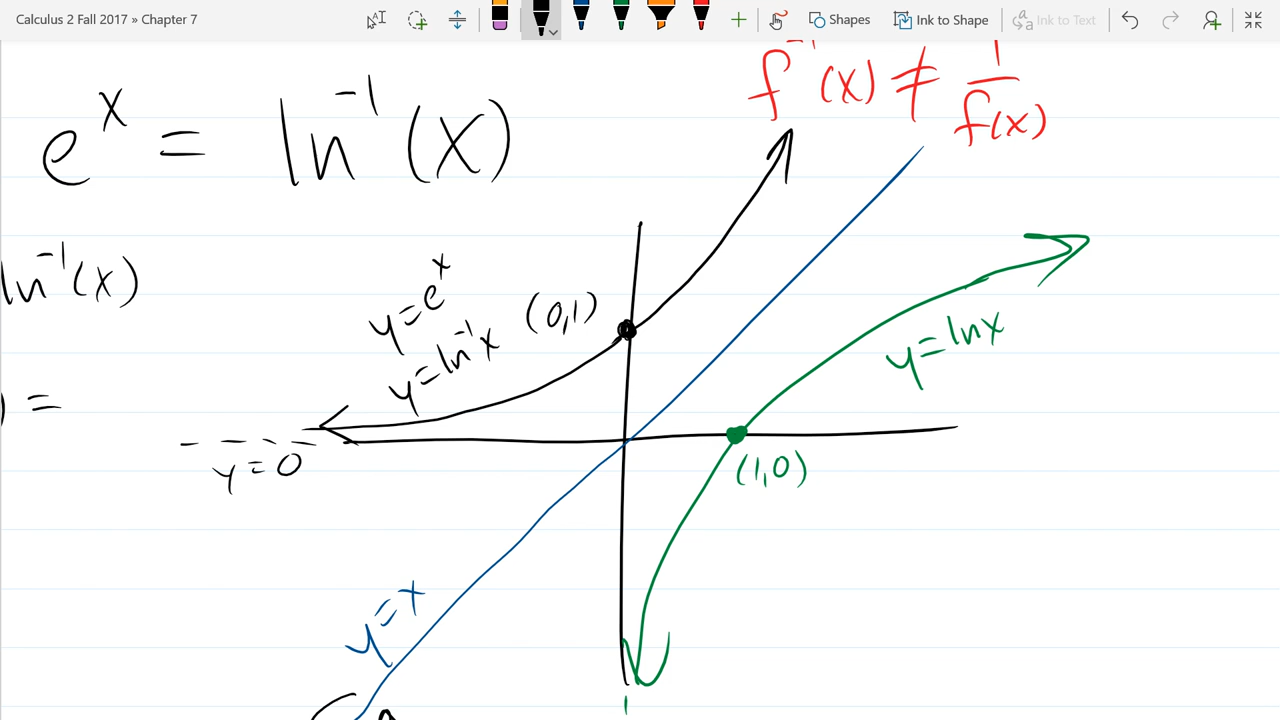 Calculus 2 Fall 2017 » Chapter 7
Shapes
Ink to Shape
Ink to Text
f⁻¹(x) ≠ 1/f(x)
eˣ = ln⁻¹(x)
ln⁻¹(x)
y=eˣ
(0,1)
y=ln⁻¹x
y=lnx
) =
y=0
(1,0)
y=x